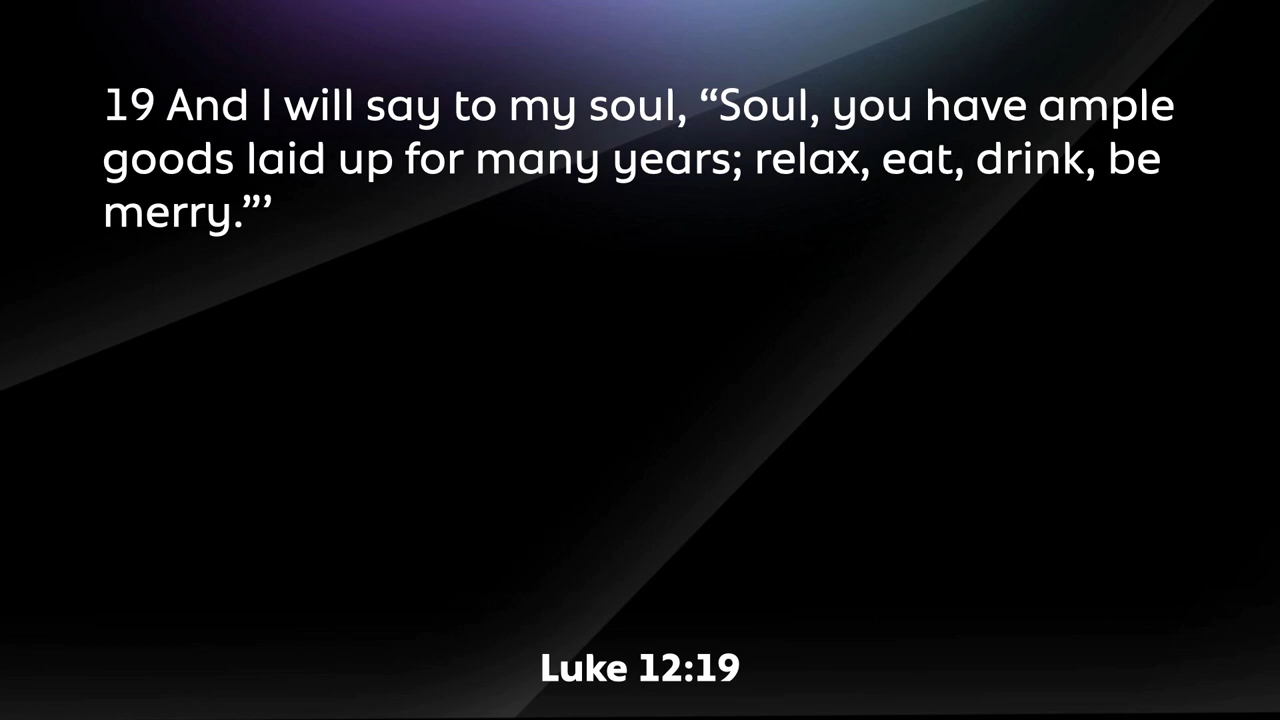 19 And I will say to my soul, “Soul, you have ample
goods laid up for many years; relax, eat, drink, be
merry.”’
Luke 12:19